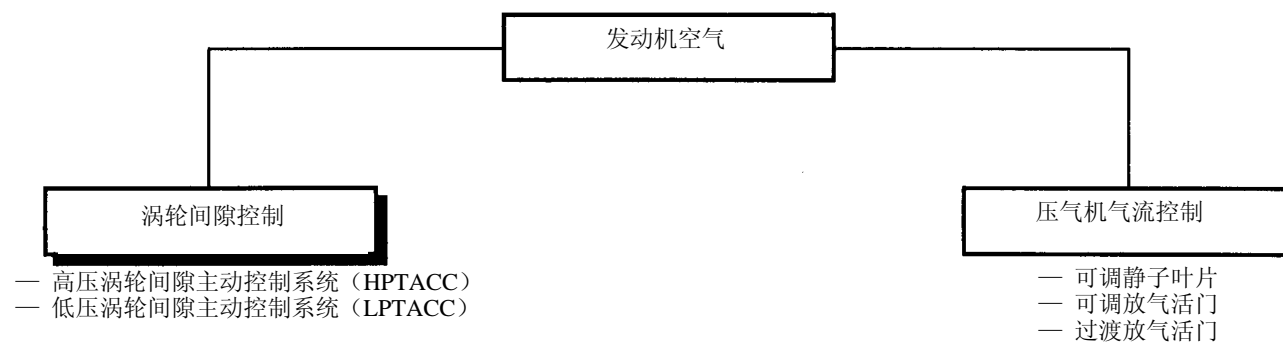 发动机空气
涡轮间隙控制
— 高压涡轮间隙主动控制系统（HPTACC）
— 低压涡轮间隙主动控制系统（LPTACC）
压气机气流控制
— 可调静子叶片
— 可调放气活门
— 过渡放气活门